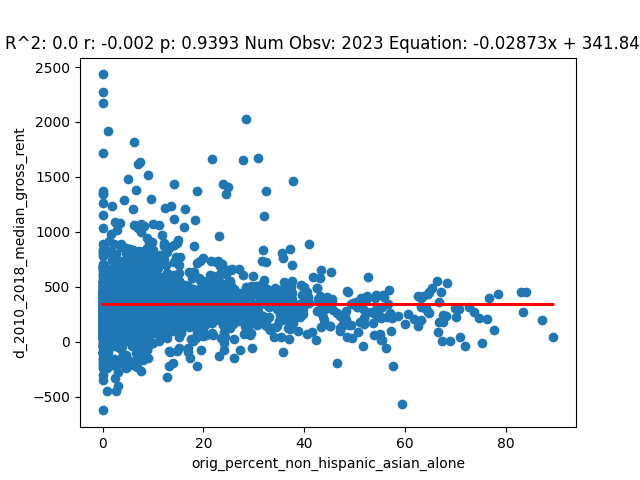 R^2: 0.0 r: -0.002 p: 0.9393 Num Obsv: 2023 Equation: -0.02873x + 341.84
2500
2000
1500
1000
500
0
−500
d_2010_2018_median_gross_rent
0 20 40 60 80
orig_percent_non_hispanic_asian_alone